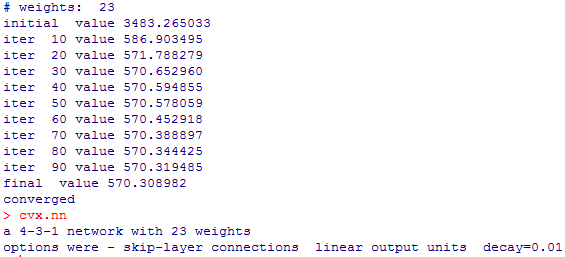 # weights:  23
initial  value 3483.265033
iter  10 value 586.903495
iter  20 value 571.788279
iter  30 value 570.652960
iter  40 value 570.594855
iter  50 value 570.578059
iter  60 value 570.452918
iter  70 value 570.388897
iter  80 value 570.344425
iter  90 value 570.319485
final  value 570.308982
converged
> cvx.nn
a 4-3-1 network with 23 weights
options were - skip-layer connections  linear output units  decay=0.01